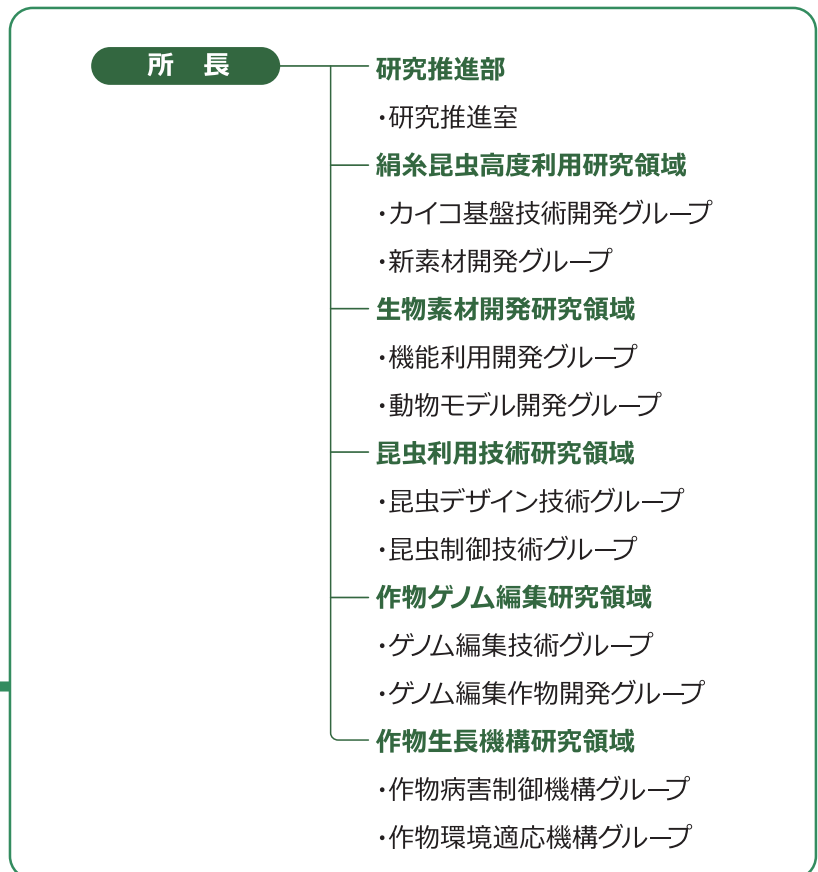 所　長
研究推進部
・研究推進室
絹糸昆虫高度利用研究領域
・カイコ基盤技術開発グループ
・新素材開発グループ
生物素材開発研究領域
・機能利用開発グループ
・動物モデル開発グループ
昆虫利用技術研究領域
・昆虫デザイン技術グループ
・昆虫制御技術グループ
作物ゲノム編集研究領域
・ゲノム編集技術グループ
・ゲノム編集作物開発グループ
作物生長機構研究領域
・作物病害制御機構グループ
・作物環境適応機構グループ